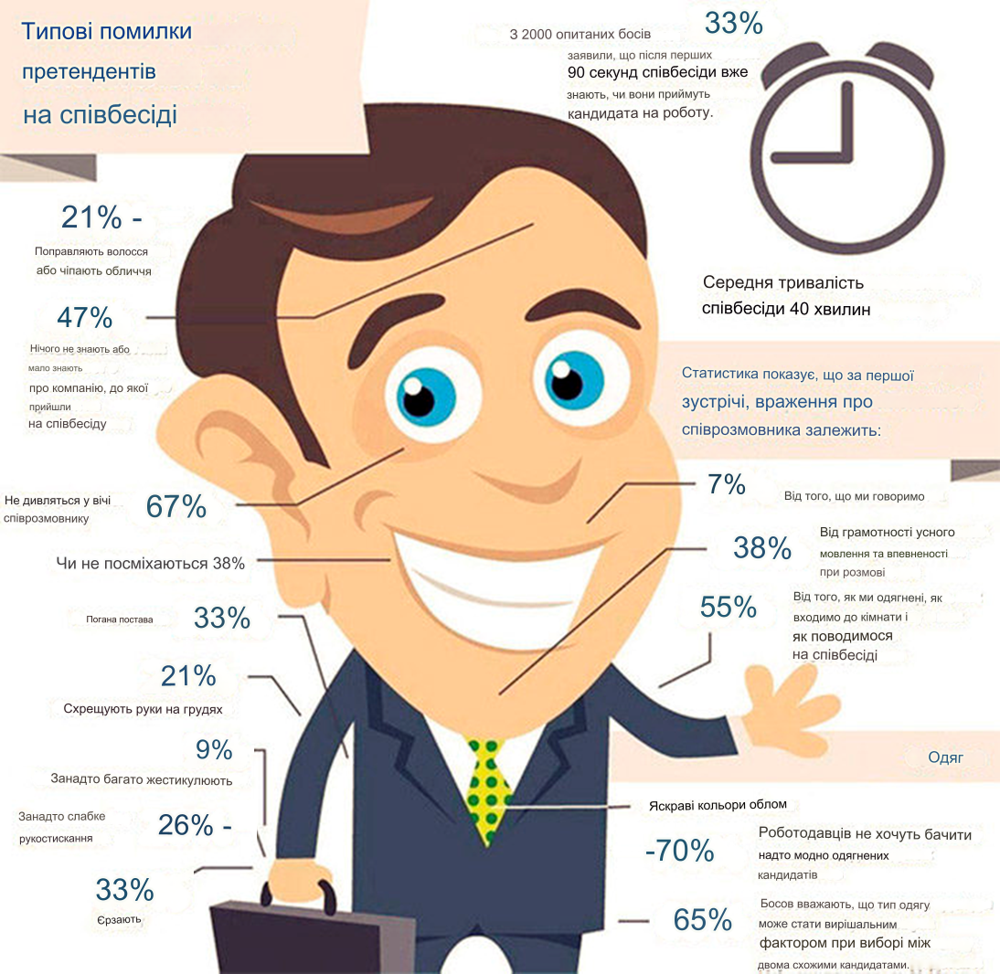 Типові помилки
претендентів
на співбесіді
З 2000 опитаних босів
33%
заявили, що після перших
90 секунд співбесіди вже
знають, чи вони приймуть
кандидата на роботу.
Середня тривалість
співбесіди 40 хвилин
21% -
Поправляють волосся
або чіпають обличчя
47%
Нічого не знають або
мало знають
про компанію, до якої
прийшли
на співбесіду
Не дивляться у вічі
співрозмовнику
67%
Чи не посміхаються 38%
Погана постава
33%
21%
Схрещують руки на грудях
9%
Занадто багато жестикулюють
Занадто слабке
рукостискання
26% -
33%
Єрзають
Статистика показує, що за першої
зустрічі, враження про
співрозмовника залежить:
7%
Від того, що ми говоримо
38%
Від грамотності усного
мовлення та впевненості
при розмові
55%
Від того, як ми одягнені, як
входимо до кімнати і
як поводимося
на співбесіді
Одяг
Яскраві кольори облом
-70%
Роботодавців не хочуть бачити
надто модно одягнених
кандидатів
65%
Босов вважають, що тип одягу
може стати вирішальним
фактором при виборі між
двома схожими кандидатами.